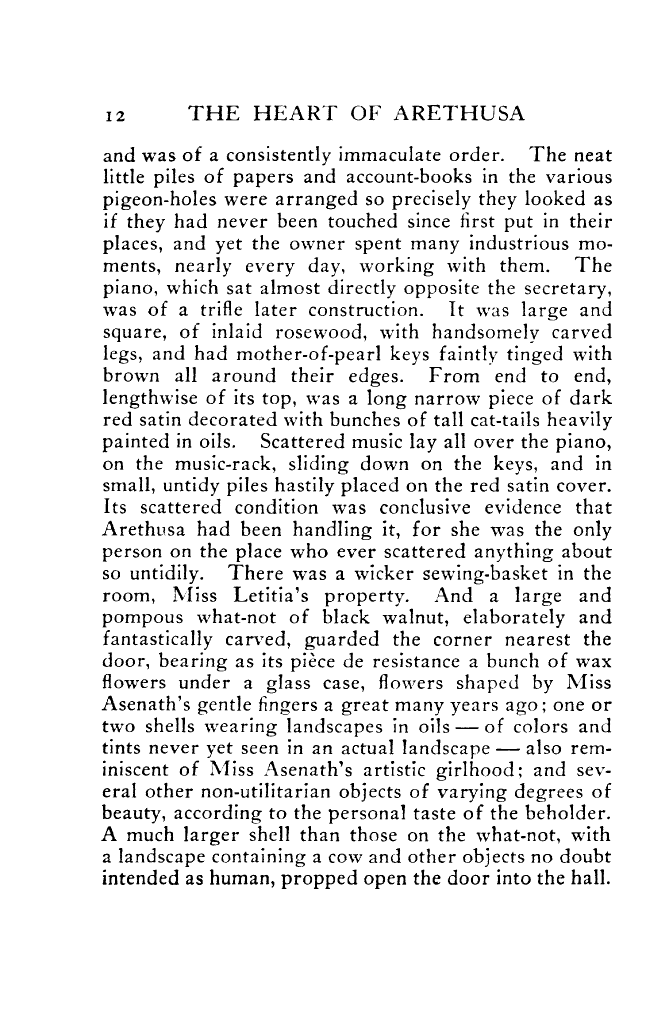 12 THE HEART OF ARETHUSA
and was of a consistently immaculate order. The neat
little piles of papers and account-books in the various
pigeon-holes were arranged so precisely they looked as
if they had never been touched since first put in their
places, and yet the owner spent many industrious mo-
ments, nearly every day, working with them. The
piano, which sat almost directly opposite the secretary,
was of a trifle later construction. It was large and
square, of inlaid rosewood, with handsomely carved
legs, and had mother-of-pearl keys faintly tinged with
brown all around their edges. From end to end,
lengthwise of its top, was a long narrow piece of dark
red satin decorated with bunches of tall cat-tails heavily
painted in oils. Scattered music lay all over the piano,
on the music-rack, sliding down on the keys, and in
small, untidy piles hastily placed on the red satin cover.
Its scattered condition was conclusive evidence that
Arethusa had been handling it, for she was the only
person on the place who ever scattered anything about
so untidily. There was a wicker sewing-basket in the
room, Miss Letitia's property. And a large and
pompous what-not of black walnut, elaborately and
fantastically carved, guarded the corner nearest the
door, bearing as its pièce de resistance a bunch of wax
flowers under a glass case, flowers shaped by Miss
Asenath's gentle fingers a great many years ago; one or
two shells wearing landscapes in oils — of colors and
tints never yet seen in an actual landscape — also rem-
iniscent of Miss Asenath's artistic girlhood; and sev-
eral other non-utilitarian objects of varying degrees of
beauty, according to the personal taste of the beholder.
A much larger shell than those on the what-not, with
a landscape containing a cow and other objects no doubt
intended as human, propped open the door into the hall.